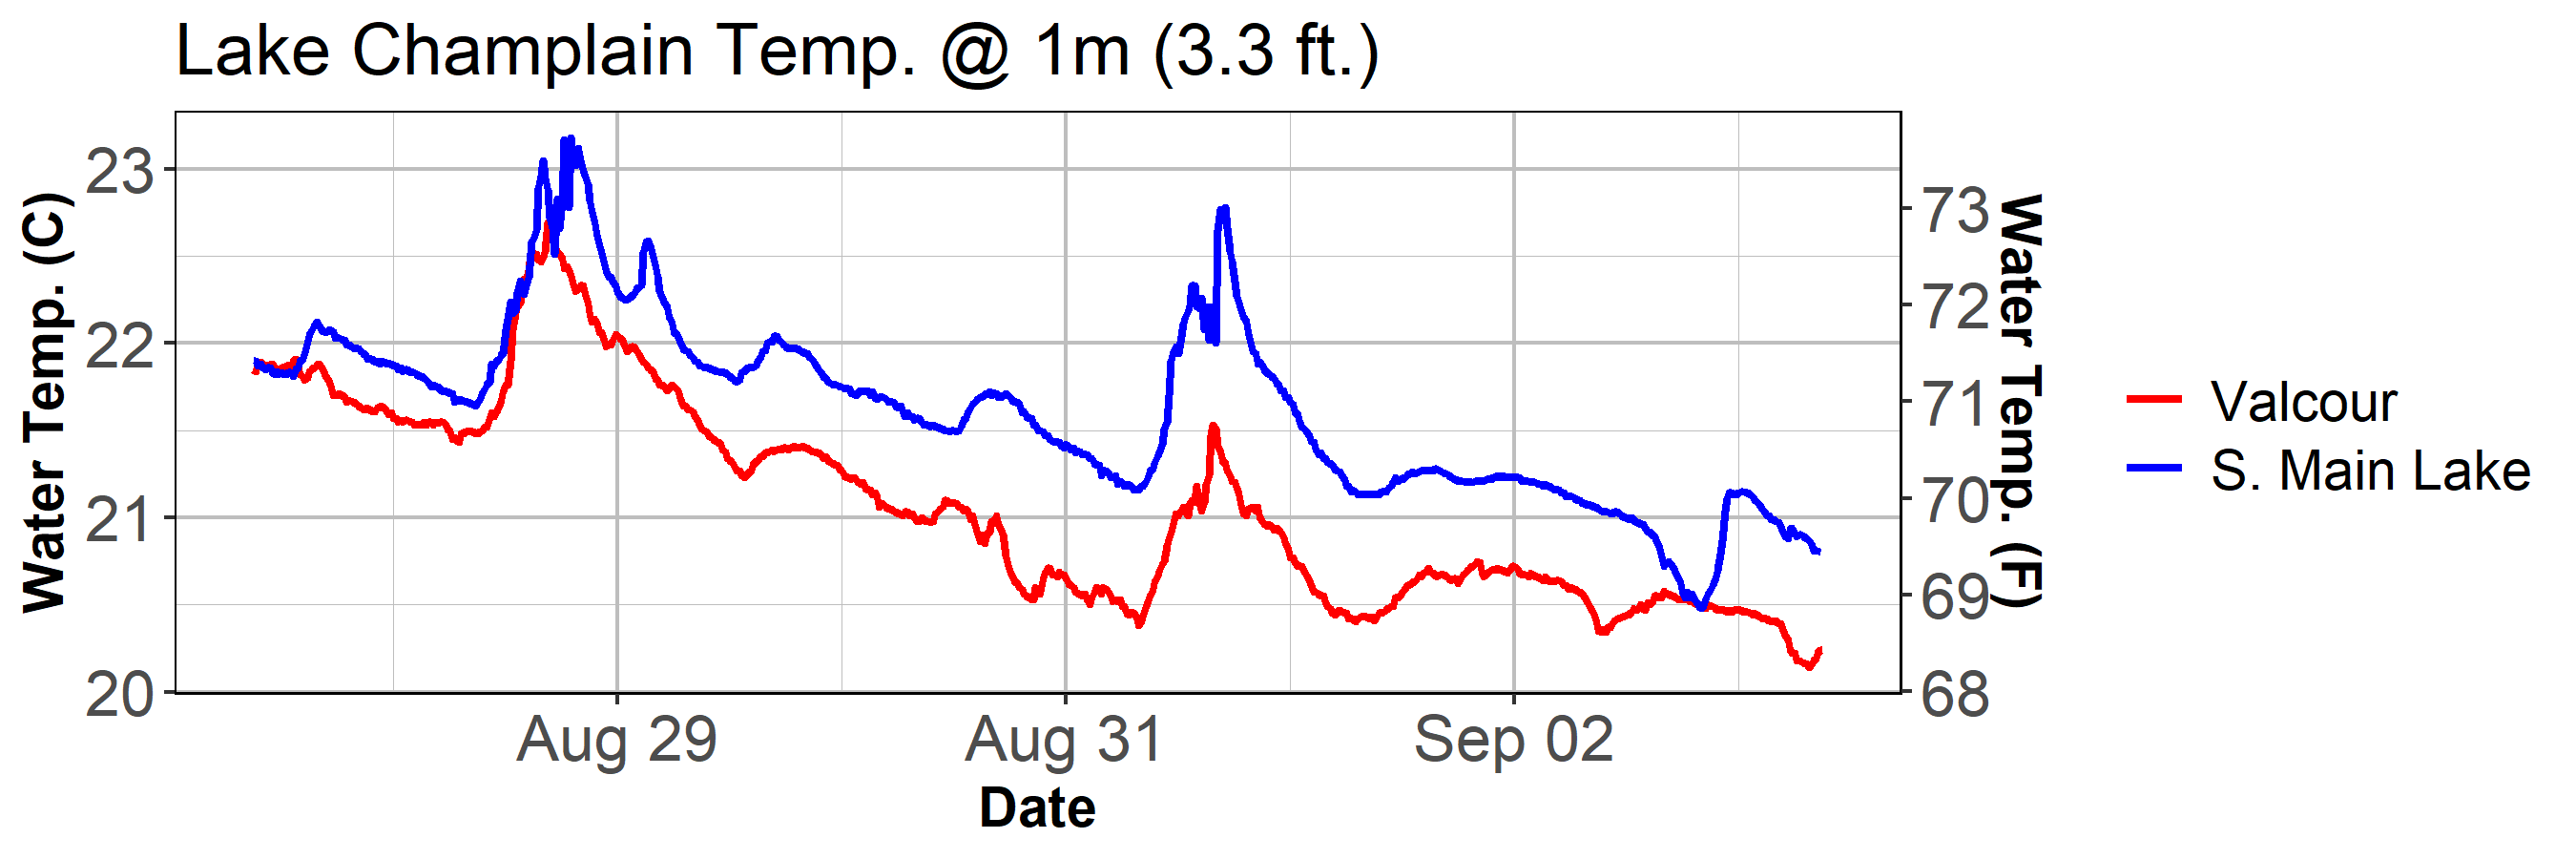 Lake Champlain Temp. @ 1m (3.3 ft.)
Water Temp. (C)
23
22
21
20
73
72
71
70
69
68
Water Temp. (F)
Aug 29
Aug 31
Sep 02
Date
Valcour
S. Main Lake